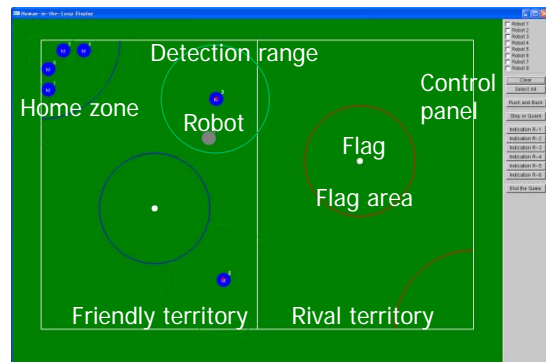 Human-in-the-Loop Display
Robot 1
Robot 2
Robot 3
Robot 4
Robot 5
Robot 6
Robot 7
Robot 8
Clear
Select All
Rush and Back
Stop or Guard
Indication R-1
Indication R-2
Indication R-3
Indication R-4
Indication R-5
Indication R-6
End the Game
Detection range
Control
panel
Home zone
Robot
Flag
Flag area
Friendly territory
Rival territory